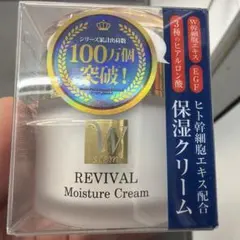 シリーズ累計出荷数
100万個
突破!
W幹細胞エキス
EGF
3種のヒアルロン酸
ヒト幹細胞エキス配合
保湿クリーム
W
stem
REVIVAL
Moisture Cream